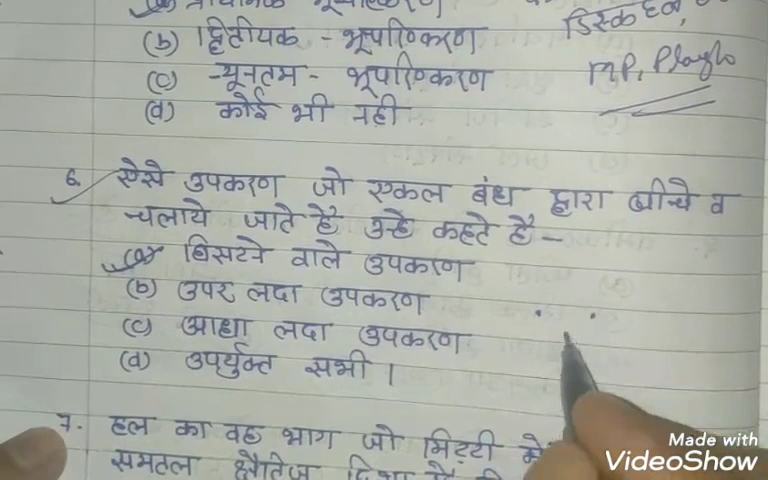 (b) द्वितीयक - भूपरिष्करण
डिस्क हल,
(c) न्यूनतम - भूपरिष्करण
M.P. Plough
(d) कोई भी नही
6. ऐसे उपकरण जो एकल बंध द्वारा खीचे व
चलाये जाते है उन्हे कहते है -
(a) घिसटने वाले उपकरण
(b) उपर लदा उपकरण
(c) आधा लदा उपकरण
(d) उपर्युक्त सभी ।
7. हल का वह भाग जो मिट्टी मे
समतल क्षैतिज दिशा
Made with
VideoShow